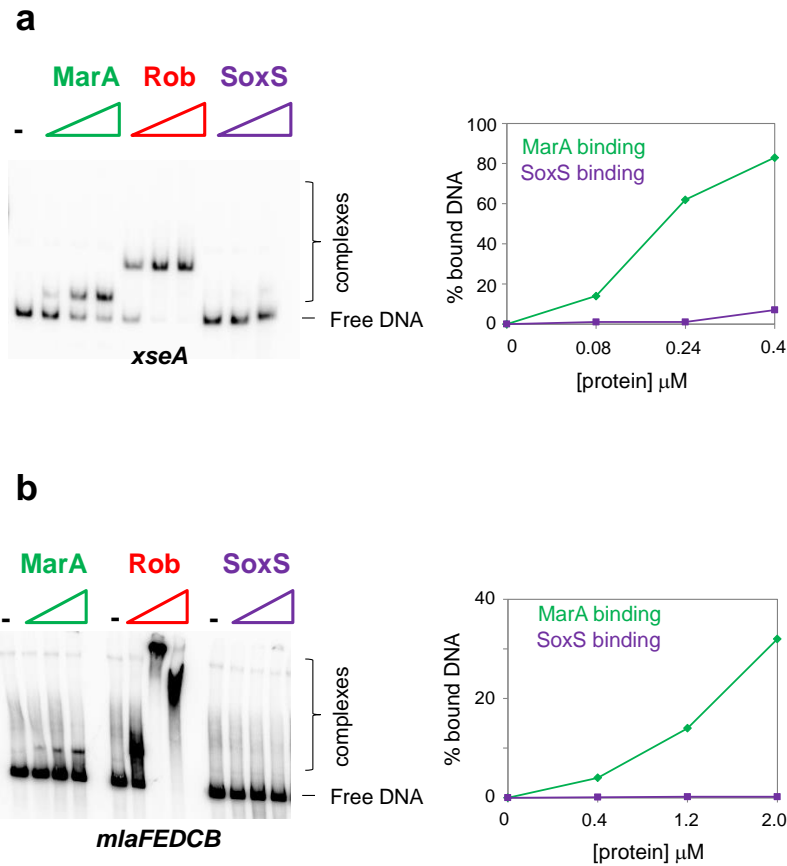 a
MarA Rob SoxS
-
complexes
Free DNA
xseA
100
80
60
40
20
0
% bound DNA
MarA binding
SoxS binding
0 0.08 0.24 0.4
[protein] μM
b
MarA Rob SoxS
- - -
complexes
Free DNA
mlaFEDCB
40
20
0
% bound DNA
MarA binding
SoxS binding
0 0.4 1.2 2.0
[protein] μM